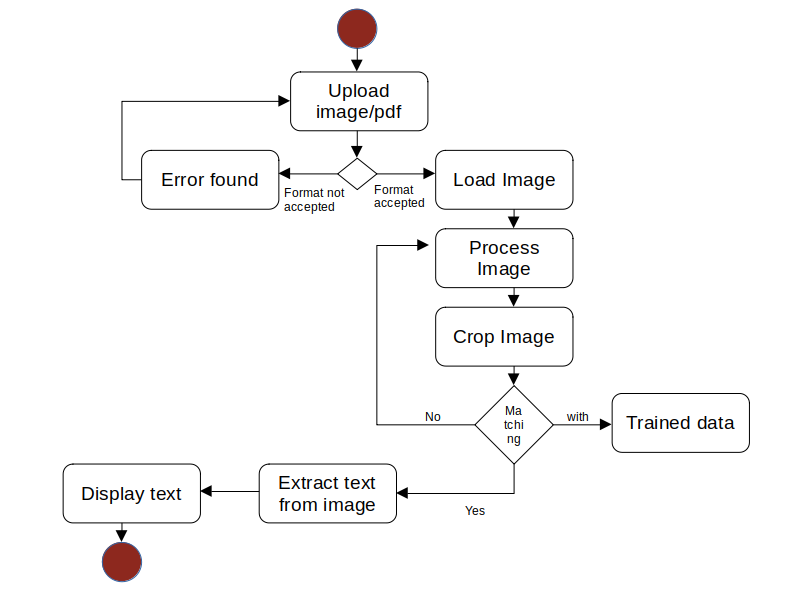 Upload
image/pdf
Error found
Format not
accepted
Format
accepted
Load Image
Process
Image
Crop Image
No
Ma
tchi
ng
with
Trained data
Yes
Extract text
from image
Display text